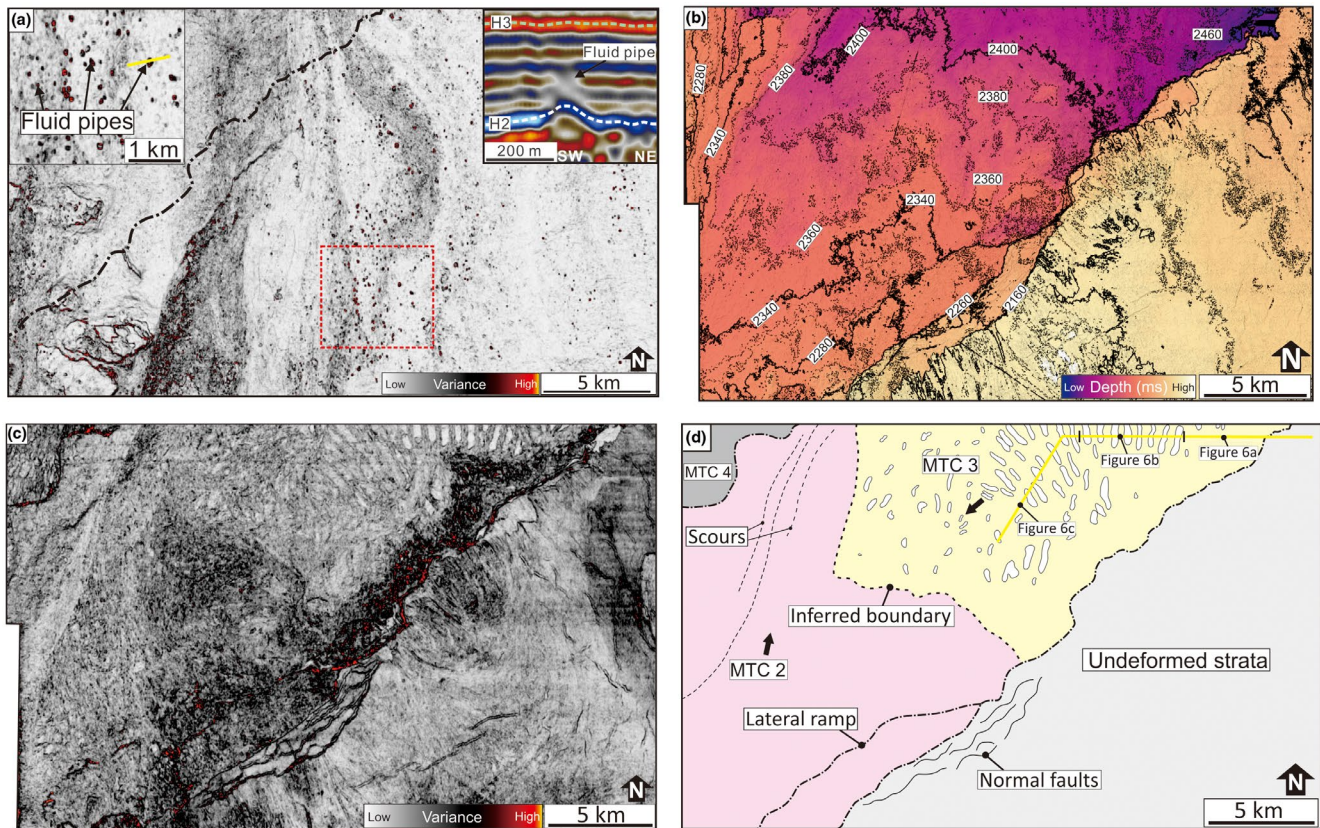 (a)
Fluid pipes
1 km
H3
Fluid pipe
H2
200 m
SW
NE
Low Variance High
5 km
N
(b)
2280
2340
2380
2400
2400
2460
2380
2360
2340
2360
2340
2280
2260
2160
Low Depth (ms) High
5 km
N
(c)
Low Variance High
5 km
N
(d)
MTC 4
MTC 3
Figure 6b
Figure 6a
Figure 6c
Scours
Inferred boundary
MTC 2
Undeformed strata
Lateral ramp
Normal faults
N
5 km